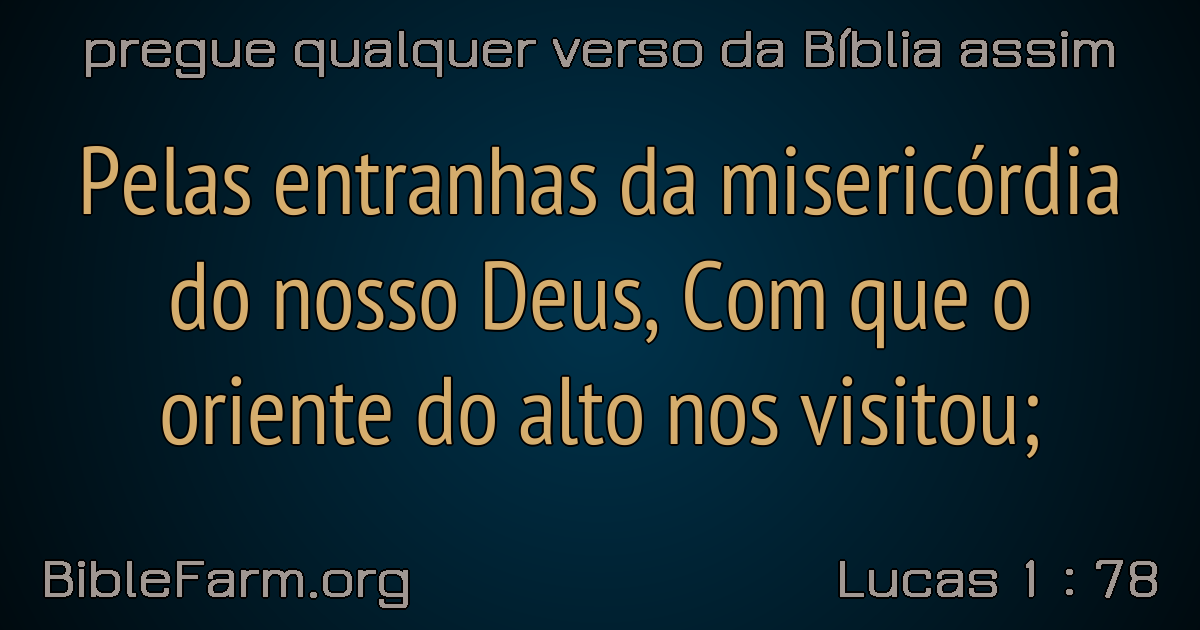 pregue qualquer verso da Bíblia assim
Pelas entranhas da misericórdia
do nosso Deus, Com que o
oriente do alto nos visitou;
BibleFarm.org
Lucas 1 : 78